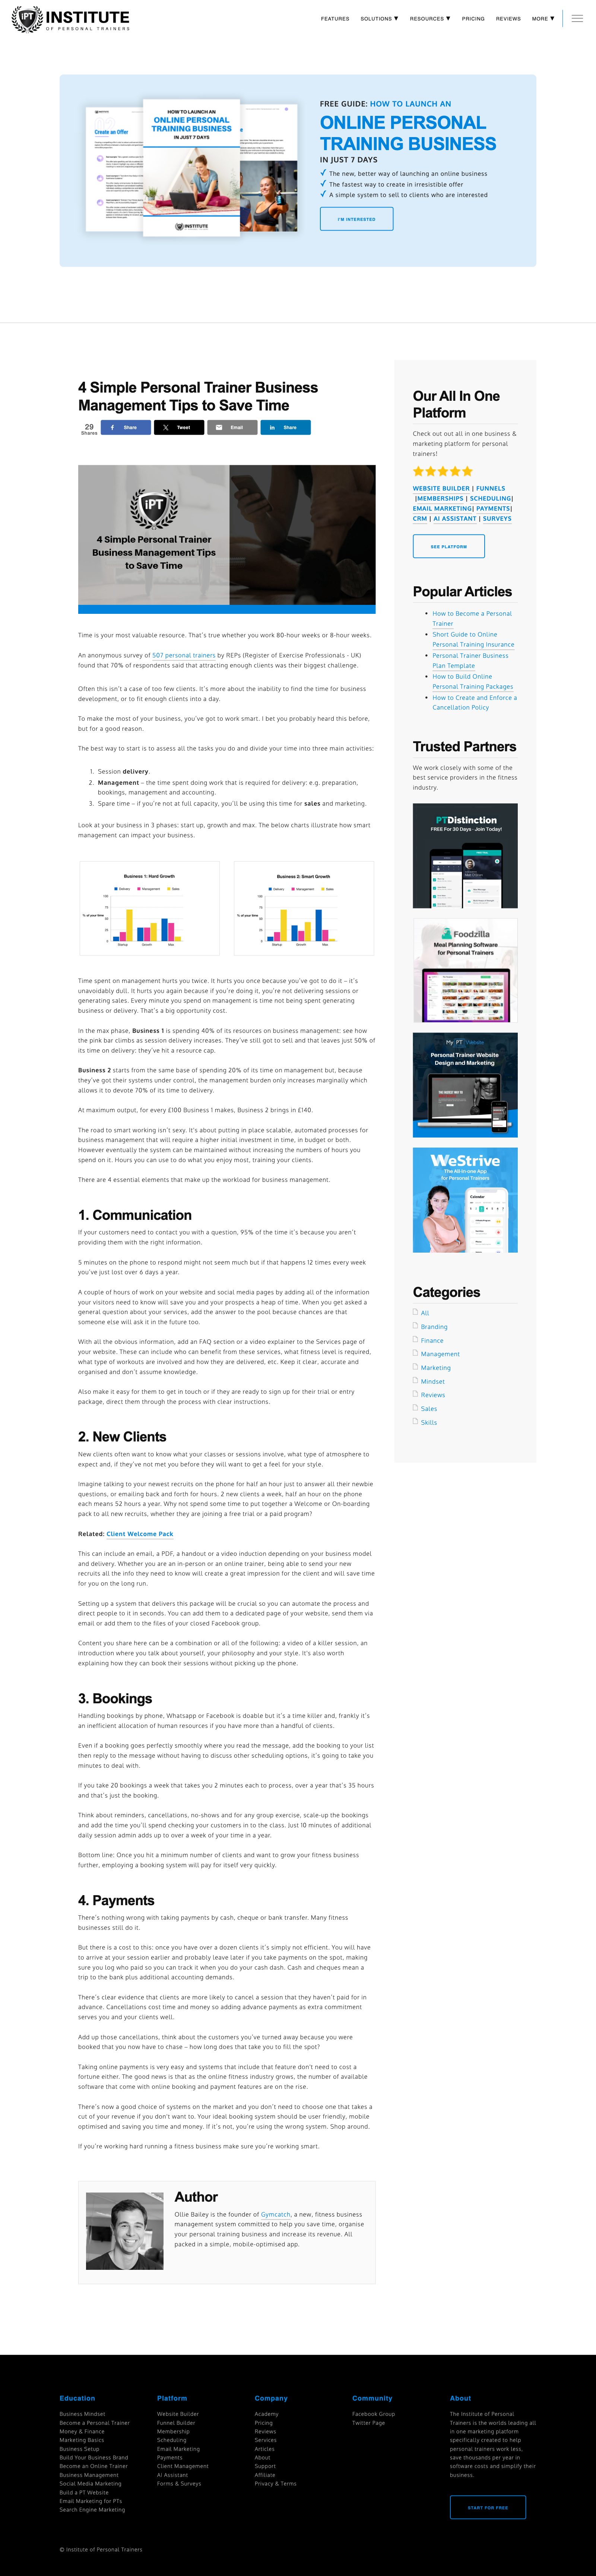 IPT INSTITUTE
OF PERSONAL TRAINERS
FEATURES
SOLUTIONS ▼
RESOURCES ▼
PRICING
REVIEWS
MORE ▼
Create an Offer
HOW TO LAUNCH AN
ONLINE PERSONAL
TRAINING BUSINESS
IN JUST 7 DAYS
INSTITUTE
FREE GUIDE: HOW TO LAUNCH AN
ONLINE PERSONAL
TRAINING BUSINESS
IN JUST 7 DAYS
The new, better way of launching an online business
The fastest way to create in irresistible offer
A simple system to sell to clients who are interested
I'M INTERESTED
4 Simple Personal Trainer Business
Management Tips to Save Time
29
Shares
Share
Tweet
Email
Share
IPT
4 Simple Personal Trainer
Business Management Tips
to Save Time
Time is your most valuable resource. That's true whether you work 80-hour weeks or 8-hour weeks.
An anonymous survey of 507 personal trainers by REPs (Register of Exercise Professionals - UK)
found that 70% of respondents said that attracting enough clients was their biggest challenge.
Often this isn't a case of too few clients. It's more about the inability to find the time for business
development, or to fit enough clients into a day.
To make the most of your business, you've got to work smart. I bet you probably heard this before,
but for a good reason.
The best way to start is to assess all the tasks you do and divide your time into three main activities:
1. Session delivery.
2. Management – the time spent doing work that is required for delivery: e.g. preparation,
bookings, management and accounting.
3. Spare time – if you're not at full capacity, you'll be using this time for sales and marketing.
Look at your business in 3 phases: start up, growth and max. The below charts illustrate how smart
management can impact your business.
Business 1: Hard Growth
Delivery Management Sales
% of your time
100
75
50
25
0
Startup Growth Max
Business 2: Smart Growth
Delivery Management Sales
% of your time
100
75
50
25
0
Startup Growth Max
Time spent on management hurts you twice. It hurts you once because you've got to do it – it's
unavoidably dull. It hurts you again because if you're doing it, you're not delivering sessions or
generating sales. Every minute you spend on management is time not being spent generating
business or delivery. That's a big opportunity cost.
In the max phase, Business 1 is spending 40% of its resources on business management: see how
the pink bar climbs as session delivery increases. They've still got to sell and that leaves just 50% of
its time on delivery: they've hit a resource cap.
Business 2 starts from the same base of spending 20% of its time on management but, because
they've got their systems under control, the management burden only increases marginally which
allows it to devote 70% of its time to delivery.
At maximum output, for every £100 Business 1 makes, Business 2 brings in £140.
The road to smart working isn't sexy. It's about putting in place scalable, automated processes for
business management that will require a higher initial investment in time, in budget or both.
However eventually the system can be maintained without increasing the numbers of hours you
spend on it. Hours you can use to do what you enjoy most, training your clients.
There are 4 essential elements that make up the workload for business management.
1. Communication
If your customers need to contact you with a question, 95% of the time it's because you aren't
providing them with the right information.
5 minutes on the phone to respond might not seem much but if that happens 12 times every week
you've just lost over 6 days a year.
A couple of hours of work on your website and social media pages by adding all of the information
your visitors need to know will save you and your prospects a heap of time. When you get asked a
general question about your services, add the answer to the pool because chances are that
someone else will ask it in the future too.
With all the obvious information, add an FAQ section or a video explainer to the Services page of
your website. These can include who can benefit from these services, what fitness level is required,
what type of workouts are involved and how they are delivered, etc. Keep it clear, accurate and
organised and don't assume knowledge.
Also make it easy for them to get in touch or if they are ready to sign up for their trial or entry
package, direct them through the process with clear instructions.
2. New Clients
New clients often want to know what your classes or sessions involve, what type of atmosphere to
expect and, if they've not met you before they will want to get a feel for your style.
Imagine talking to your newest recruits on the phone for half an hour just to answer all their newbie
questions, or emailing back and forth for hours. 2 new clients a week, half an hour on the phone
each means 52 hours a year. Why not spend some time to put together a Welcome or On-boarding
pack to all new recruits, whether they are joining a free trial or a paid program?
Related: Client Welcome Pack
This can include an email, a PDF, a handout or a video induction depending on your business model
and delivery. Whether you are an in-person or an online trainer, being able to send your new
recruits all the info they need to know will create a great impression for the client and will save time
for you on the long run.
Setting up a system that delivers this package will be crucial so you can automate the process and
direct people to it in seconds. You can add them to a dedicated page of your website, send them via
email or add them to the files of your closed Facebook group.
Content you share here can be a combination or all of the following: a video of a killer session, an
introduction where you talk about yourself, your philosophy and your style. It's also worth
explaining how they can book their sessions without picking up the phone.
3. Bookings
Handling bookings by phone, Whatsapp or Facebook is doable but it's a time killer and, frankly it's
an inefficient allocation of human resources if you have more than a handful of clients.
Even if a booking goes perfectly smoothly where you read the message, add the booking to your list
then reply to the message without having to discuss other scheduling options, it's going to take you
minutes to deal with.
If you take 20 bookings a week that takes you 2 minutes each to process, over a year that's 35 hours
and that's just the booking.
Think about reminders, cancellations, no-shows and for any group exercise, scale-up the bookings
and add the time you'll spend checking your customers in to the class. Just 10 minutes of additional
daily session admin adds up to over a week of your time in a year.
Bottom line: Once you hit a minimum number of clients and want to grow your fitness business
further, employing a booking system will pay for itself very quickly.
4. Payments
There's nothing wrong with taking payments by cash, cheque or bank transfer. Many fitness
businesses still do it.
But there is a cost to this: once you have over a dozen clients it's simply not efficient. You will have
to arrive at your session earlier and probably leave later if you take payments on the spot, making
sure you log who paid so you can track it when you do your cash dash. Cash and cheques mean a
trip to the bank plus additional accounting demands.
There's clear evidence that clients are more likely to cancel a session that they haven't paid for in
advance. Cancellations cost time and money so adding advance payments as extra commitment
serves you and your clients well.
Add up those cancellations, think about the customers you've turned away because you were
booked that you now have to chase – how long does that take you to fill the spot?
Taking online payments is very easy and systems that include that feature don't need to cost a
fortune either. The good news is that as the online fitness industry grows, the number of available
software that come with online booking and payment features are on the rise.
There's now a good choice of systems on the market and you don't need to choose one that takes a
cut of your revenue if you don't want to. Your ideal booking system should be user friendly, mobile
optimised and saving you time and money. If it's not, you're using the wrong system. Shop around.
If you're working hard running a fitness business make sure you're working smart.
Author
Ollie Bailey is the founder of Gymcatch, a new, fitness business
management system committed to help you save time, organise
your personal training business and increase its revenue. All
packed in a simple, mobile-optimised app.
Our All In One
Platform
Check out out all in one business &
marketing platform for personal
trainers!
WEBSITE BUILDER | FUNNELS
|MEMBERSHIPS | SCHEDULING|
EMAIL MARKETING| PAYMENTS|
CRM | AI ASSISTANT | SURVEYS
SEE PLATFORM
Popular Articles
How to Become a Personal
Trainer
Short Guide to Online
Personal Training Insurance
Personal Trainer Business
Plan Template
How to Build Online
Personal Training Packages
How to Create and Enforce a
Cancellation Policy
Trusted Partners
We work closely with some of the
best service providers in the fitness
industry.
PTDistinction
FREE For 30 Days - Join Today!
Foodzilla
Meal Planning Software
for Personal Trainers
My PT Website
Personal Trainer Website
Design and Marketing
WeStrive
The All-in-One App
for Personal Trainers
Calendar
Categories
All
Branding
Finance
Management
Marketing
Mindset
Reviews
Sales
Skills
Education
Business Mindset
Become a Personal Trainer
Money & Finance
Marketing Basics
Business Setup
Build Your Business Brand
Become an Online Trainer
Business Management
Social Media Marketing
Build a PT Website
Email Marketing for PTs
Search Engine Marketing
Platform
Website Builder
Funnel Builder
Membership
Scheduling
Email Marketing
Payments
Client Management
AI Assistant
Forms & Surveys
Company
Academy
Pricing
Reviews
Services
Articles
About
Support
Affiliate
Privacy & Terms
Community
Facebook Group
Twitter Page
About
The Institute of Personal
Trainers is the worlds leading all
in one marketing platform
specifically created to help
personal trainers work less,
save thousands per year in
software costs and simplify their
business.
START FOR FREE
© Institute of Personal Trainers